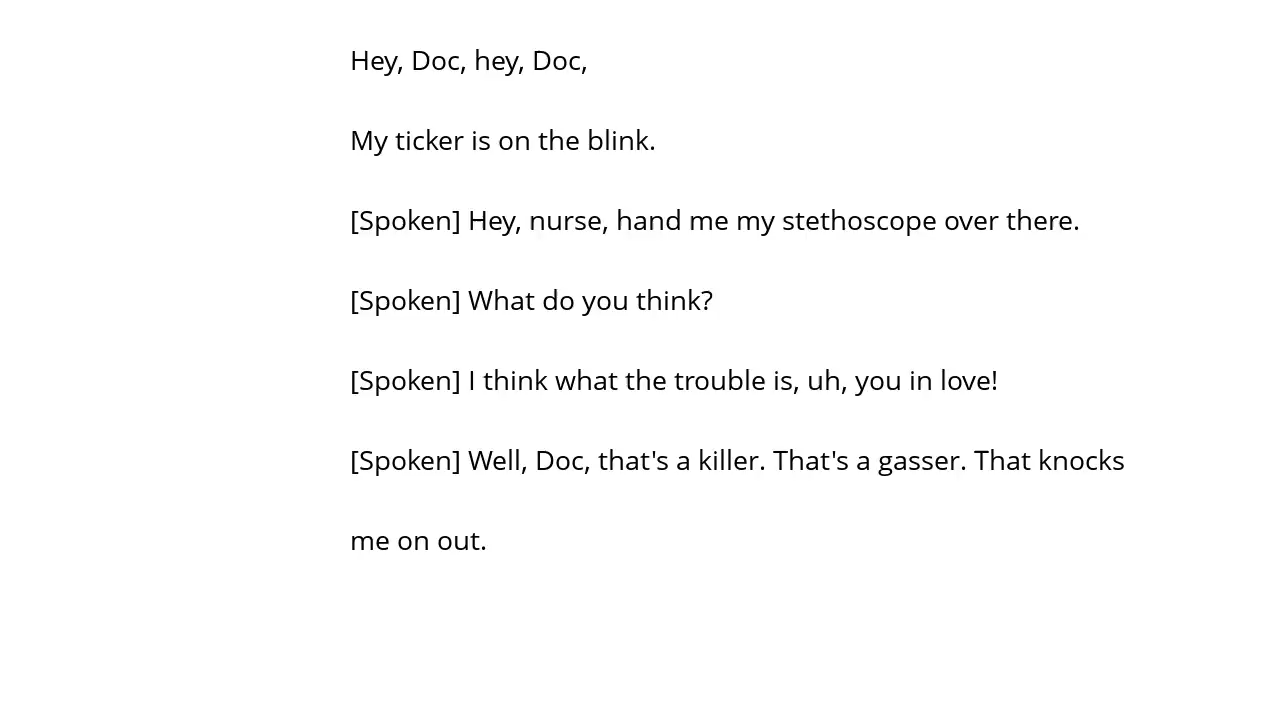 Hey, Doc, hey, Doc,
My ticker is on the blink.
[Spoken] Hey, nurse, hand me my stethoscope over there.
[Spoken] What do you think?
[Spoken] I think what the trouble is, uh, you in love!
[Spoken] Well, Doc, that's a killer. That's a gasser. That knocks
me on out.